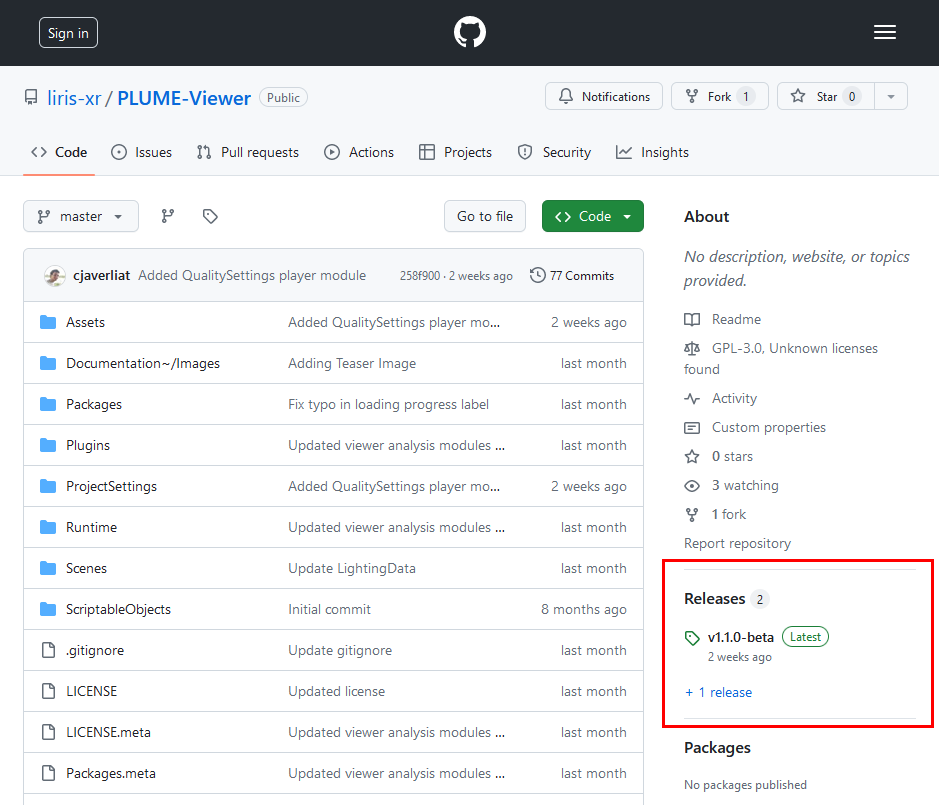 Sign in
liris-xr / PLUME-Viewer Public
Notifications Fork 1 Star 0
Code Issues Pull requests Actions Projects Security Insights
master Go to file Code
cjaverliat Added QualitySettings player module 258f900 · 2 weeks ago 77 Commits
Assets Added QualitySettings player mo... 2 weeks ago
Documentation~/Images Adding Teaser Image last month
Packages Fix typo in loading progress label last month
Plugins Updated viewer analysis modules ... last month
ProjectSettings Added QualitySettings player mo... 2 weeks ago
Runtime Updated viewer analysis modules ... last month
Scenes Update LightingData last month
ScriptableObjects Initial commit 8 months ago
.gitignore Update gitignore last month
LICENSE Updated license last month
LICENSE.meta Updated viewer analysis modules ... last month
Packages.meta Updated viewer analysis modules ... last month
About
No description, website, or topics
provided.
Readme
GPL-3.0, Unknown licenses
found
Activity
Custom properties
0 stars
3 watching
1 fork
Report repository
Releases 2
v1.1.0-beta Latest
2 weeks ago
+ 1 release
Packages
No packages published